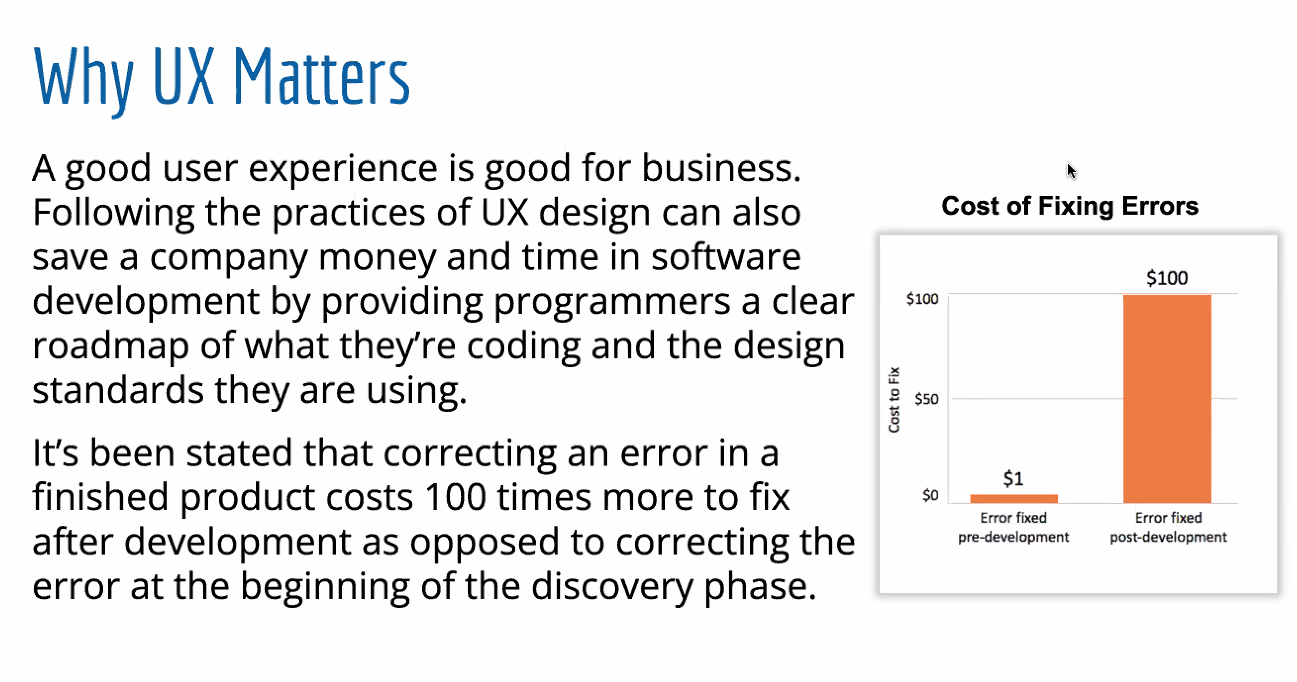 Why UX Matters
A good user experience is good for business.
Following the practices of UX design can also
save a company money and time in software
development by providing programmers a clear
roadmap of what they’re coding and the design
standards they are using.
It’s been stated that correcting an error in a
finished product costs 100 times more to fix
after development as opposed to correcting the
error at the beginning of the discovery phase.
Cost of Fixing Errors
$100
$100
Cost to Fix
$50
$1
$0
Error fixed
pre-development
Error fixed
post-development